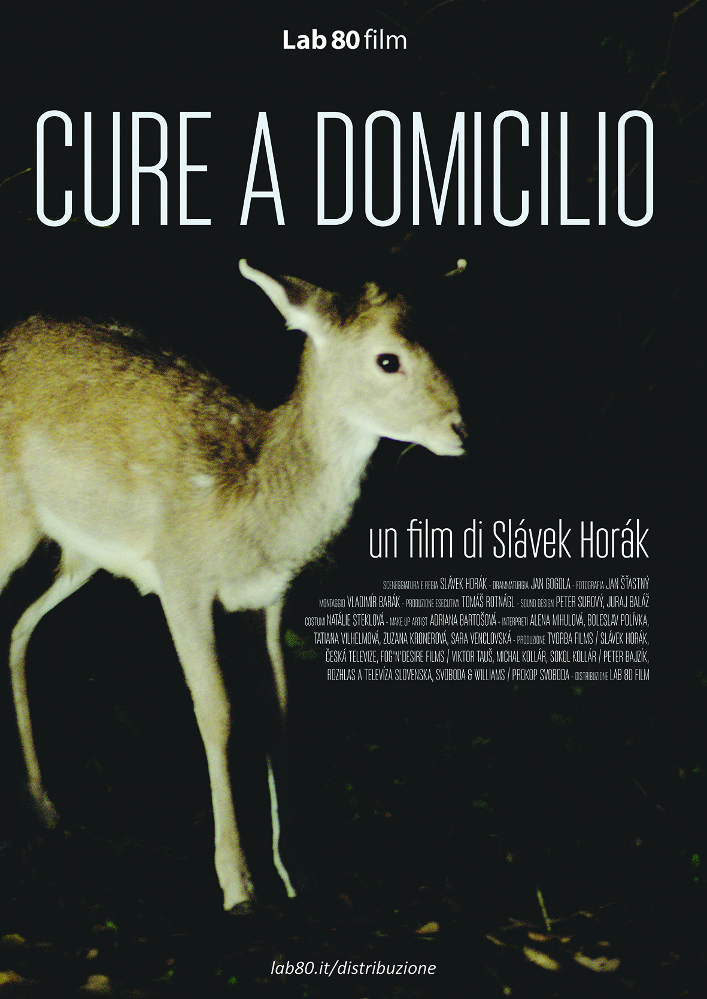 Lab 80 film
CURE A DOMICILIO
un film di Slávek Horák
SCENEGGIATURA E REGIA SLÁVEK HORÁK - DRAMMATURGIA JAN GOGOLA - FOTOGRAFIA JAN ŠŤASTNÝ
MONTAGGIO VLADIMÍR BARÁK - PRODUZIONE ESECUTIVA TOMÁŠ ROTNÁGL - SOUND DESIGN PETER SUROVÝ, JURAJ BALÁŽ
COSTUMI NATÁLIE STEKLOVÁ - MAKE UP ARTIST ADRIANA BARTOŠOVÁ - INTERPRETI ALENA MIHULOVÁ, BOLESLAV POLÍVKA,
TATIANA VILHELMOVÁ, ZUZANA KRONEROVÁ, SARA VENCLOVSKÁ - PRODUZIONE TVORBA FILMS / SLÁVEK HORÁK,
ČESKÁ TELEVIZE, FOG'N'DESIRE FILMS / VIKTOR TAUŠ, MICHAL KOLLÁR, SOKOL KOLLÁR / PETER BAJZÍK,
ROZHLAS A TELEVÍZA SLOVENSKA, SVOBODA & WILLIAMS / PROKOP SVOBODA - DISTRIBUZIONE LAB 80 FILM
lab80.it/distribuzione